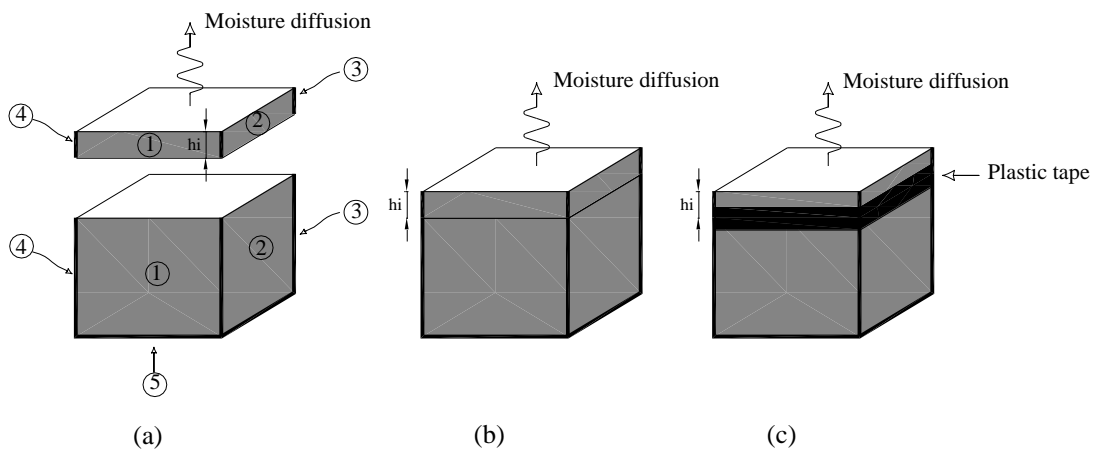 Moisture diffusion
③
④
②
①
hi
③
④
②
①
⑤
(a)
Moisture diffusion
hi
(b)
Moisture diffusion
Plastic tape
hi
(c)